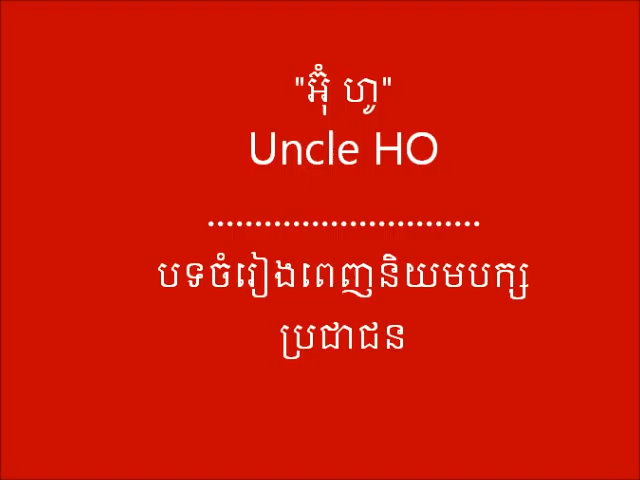 "អ៊ុំ ហូ"
Uncle HO
.............................
បទចំរៀងពេញនិយមបក្ស
ប្រជាជន